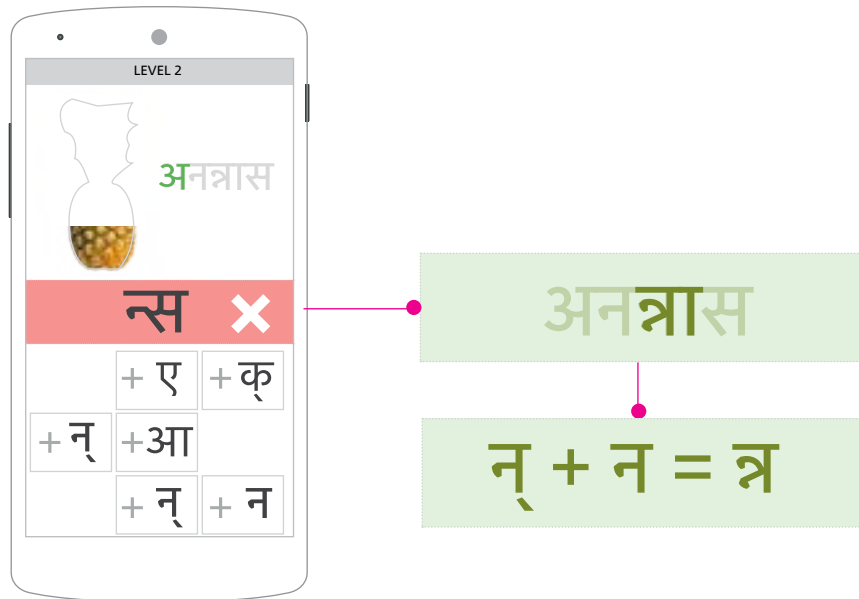 LEVEL 2
अनन्नास
न्स
+ ए + क्
+ न् + आ
+ न् + न
अनन्नास
न् + न = न्न